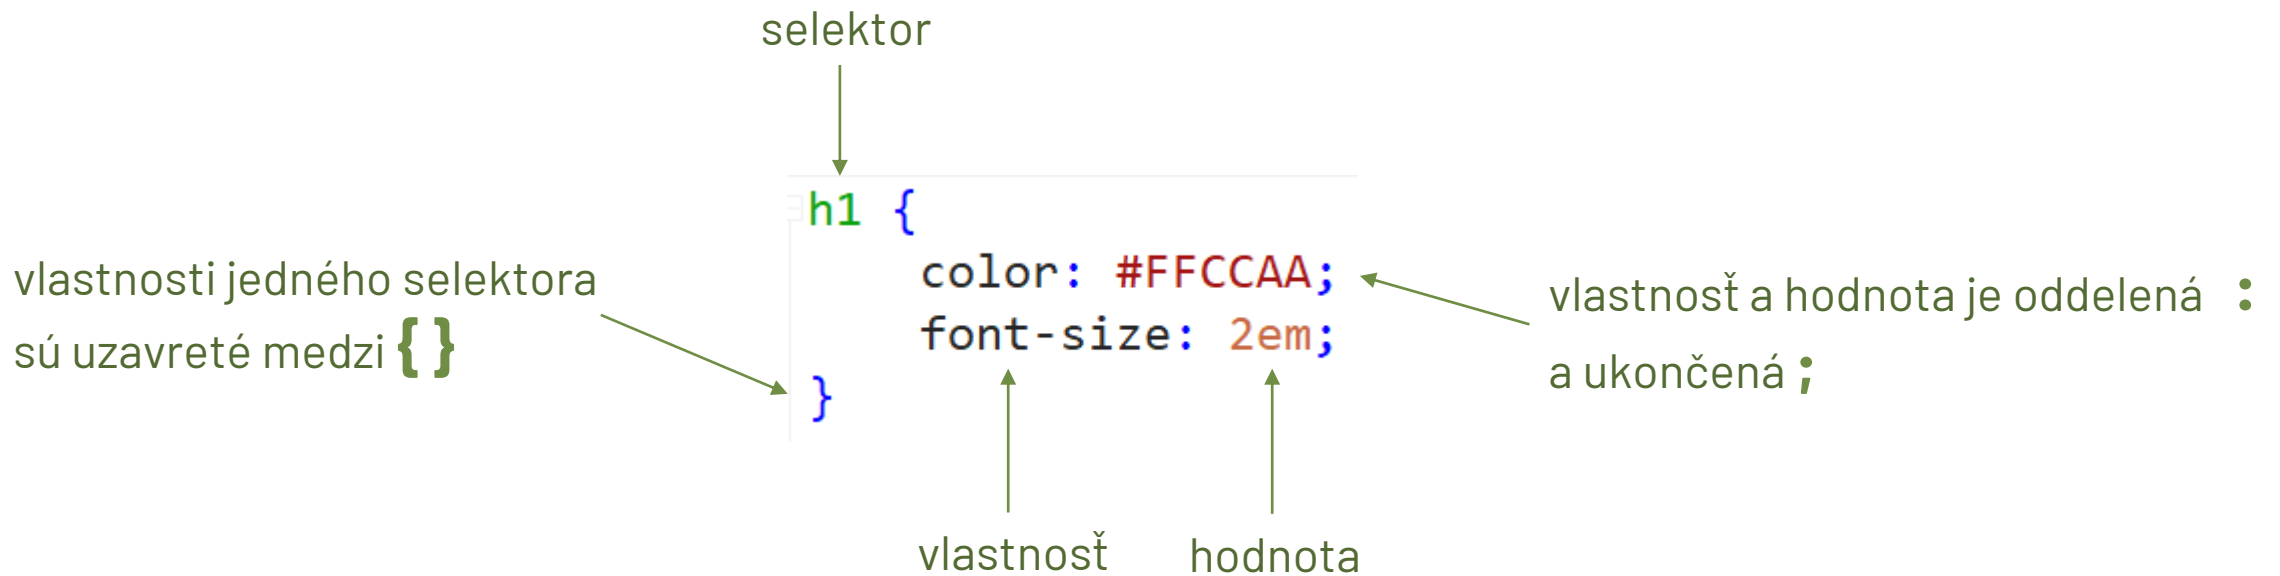 selektor
h1 {
color: #FFCCAA;
font-size: 2em;
}
vlastnosti jedného selektora
sú uzavreté medzi { }
vlastnosť a hodnota je oddelená :
a ukončená ;
vlastnosť
hodnota